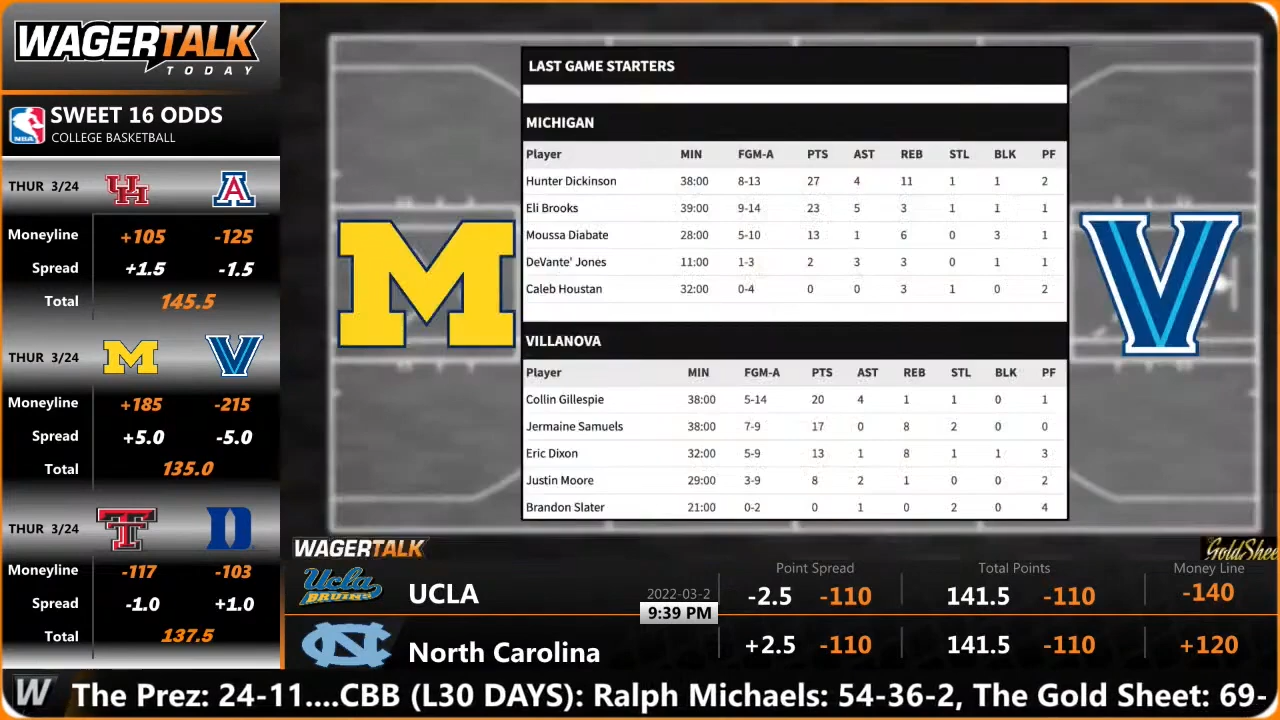 WAGERTALK
TODAY
NBA
SWEET 16 ODDS
COLLEGE BASKETBALL
THUR 3/24 UH A
Moneyline +105 -125
Spread +1.5 -1.5
Total 145.5
THUR 3/24 M V
Moneyline +185 -215
Spread +5.0 -5.0
Total 135.0
THUR 3/24 T D
Moneyline -117 -103
Spread -1.0 +1.0
Total 137.5
M
LAST GAME STARTERS
MICHIGAN
Player MIN FGM-A PTS AST REB STL BLK PF
Hunter Dickinson 38:00 8-13 27 4 11 1 1 2
Eli Brooks 39:00 9-14 23 5 3 1 1 1
Moussa Diabate 28:00 5-10 13 1 6 0 3 1
DeVante' Jones 11:00 1-3 2 3 3 0 1 1
Caleb Houstan 32:00 0-4 0 0 3 1 0 2
VILLANOVA
Player MIN FGM-A PTS AST REB STL BLK PF
Collin Gillespie 38:00 5-14 20 4 1 1 0 1
Jermaine Samuels 38:00 7-9 17 0 8 2 0 0
Eric Dixon 32:00 5-9 13 1 8 1 1 3
Justin Moore 29:00 3-9 8 2 1 0 0 2
Brandon Slater 21:00 0-2 0 1 0 2 0 4
V
WAGERTALK GoldShee
Point Spread Total Points Money Line
Ucla BRUINS UCLA 2022-03-2 -2.5 -110 141.5 -110 -140
9:39 PM
NC North Carolina +2.5 -110 141.5 -110 +120
W The Prez: 24-11....CBB (L30 DAYS): Ralph Michaels: 54-36-2, The Gold Sheet: 69-